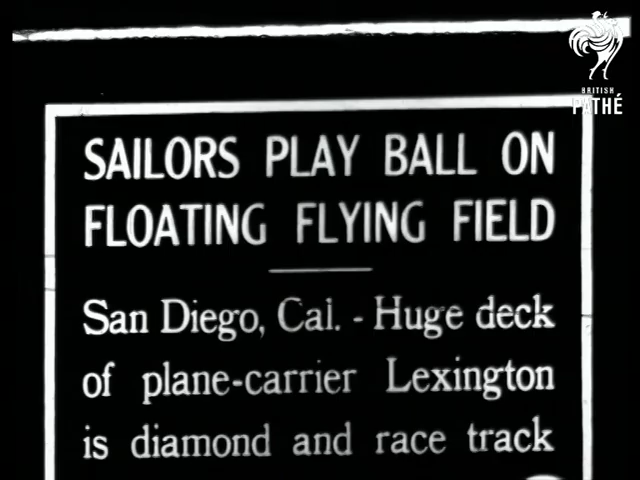 BRITISH
PATHÉ
SAILORS PLAY BALL ON
FLOATING FLYING FIELD
San Diego, Cal. - Huge deck
of plane-carrier Lexington
is diamond and race track